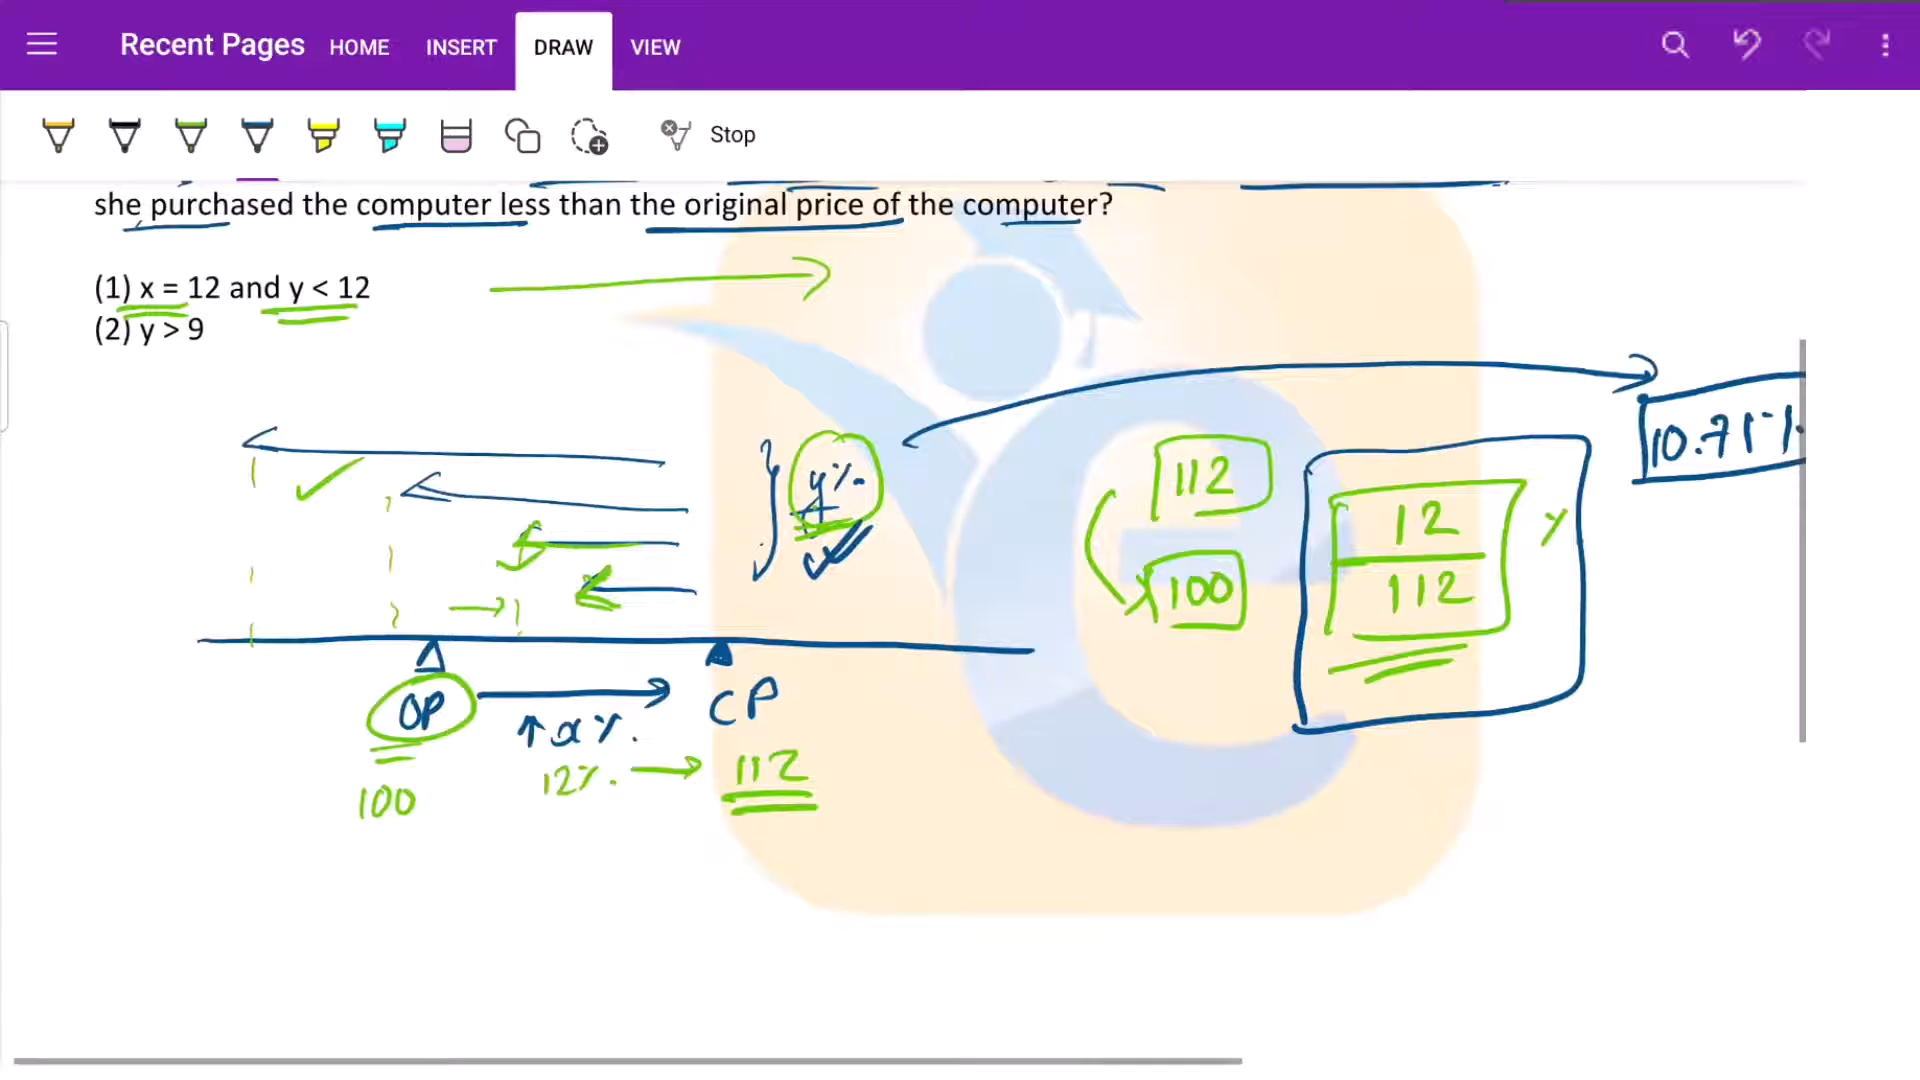 Recent Pages HOME INSERT DRAW VIEW
Stop
she purchased the computer less than the original price of the computer?
(1) x = 12 and y < 12
(2) y > 9
y%.
10.71%
112
100
12
112
OP
↑ x %.
CP
12%. → 112
100